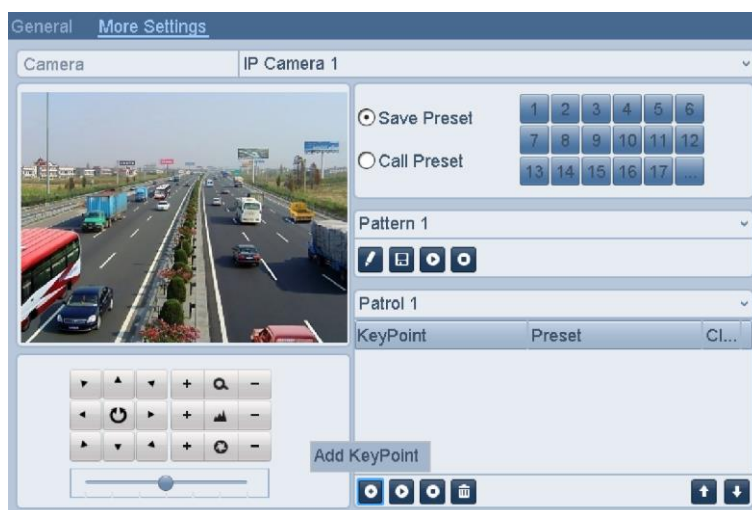 General More Settings
Camera IP Camera 1
Save Preset
Call Preset
1 2 3 4 5 6
7 8 9 10 11 12
13 14 15 16 17 ...
Pattern 1
Patrol 1
KeyPoint Preset Cl...
Add KeyPoint